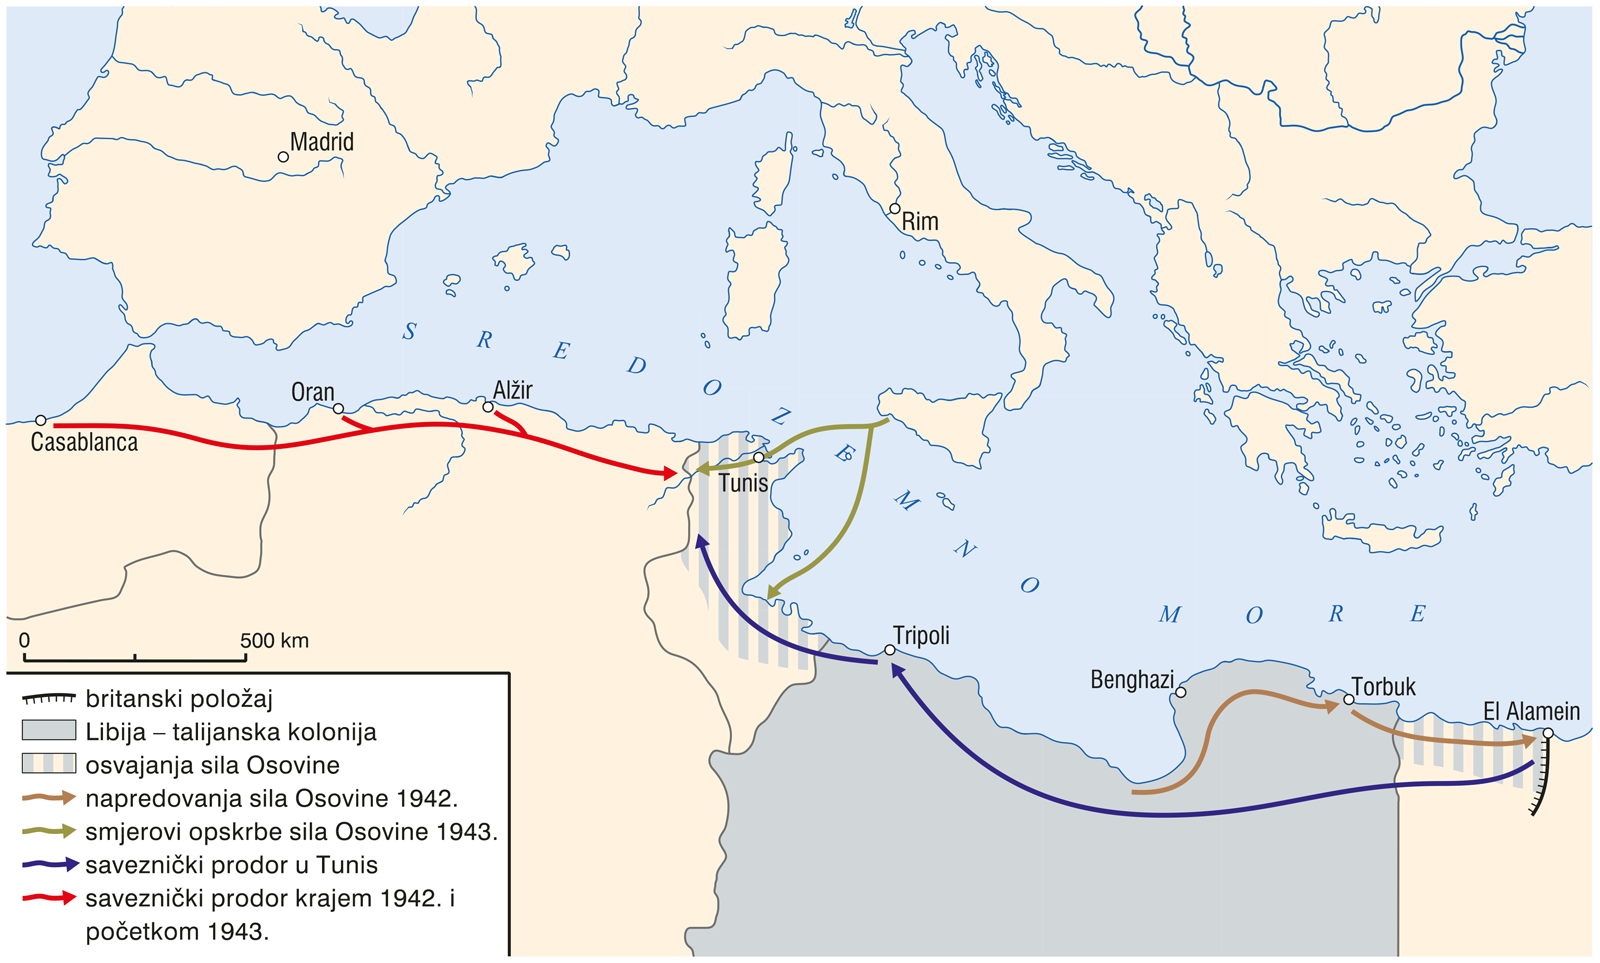 Madrid
Rim
SREDOZEMNO MORE
Oran
Alžir
Casablanca
Tunis
Tripoli
Benghazi
Torbuk
El Alamein
0 500 km
britanski položaj
Libija – talijanska kolonija
osvajanja sila Osovine
napredovanja sila Osovine 1942.
smjerovi opskrbe sila Osovine 1943.
saveznički prodor u Tunis
saveznički prodor krajem 1942. i
početkom 1943.